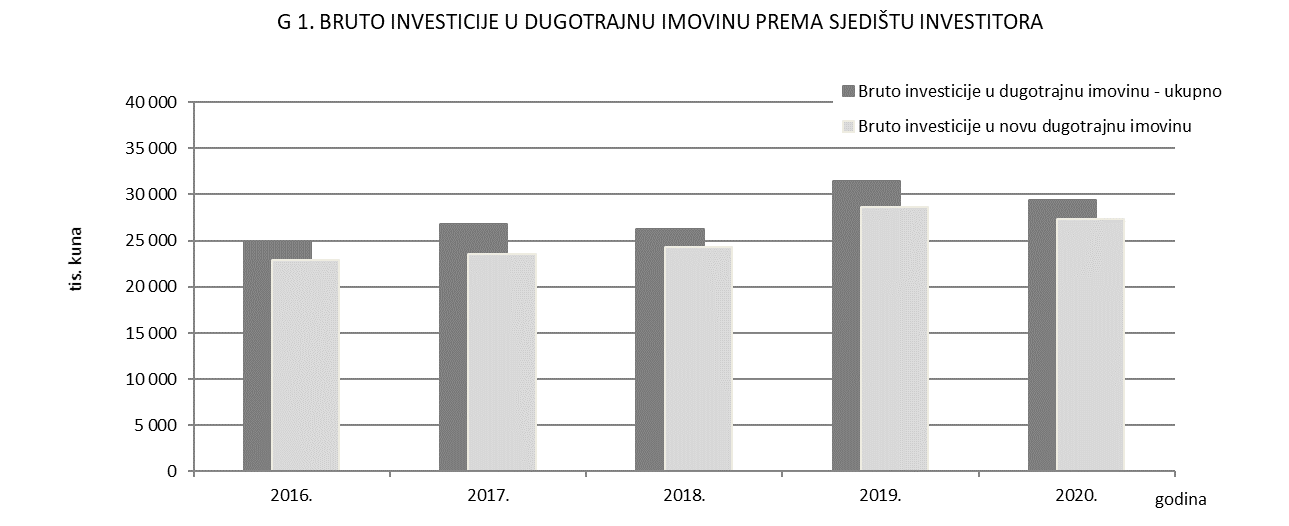 G 1. BRUTO INVESTICIJE U DUGOTRAJNU IMOVINU PREMA SJEDIŠTU INVESTITORA
Bruto investicije u dugotrajnu imovinu - ukupno
Bruto investicije u novu dugotrajnu imovinu
40 000
35 000
30 000
25 000
20 000
15 000
10 000
5 000
0
tis. kuna
2016.
2017.
2018.
2019.
2020.
godina